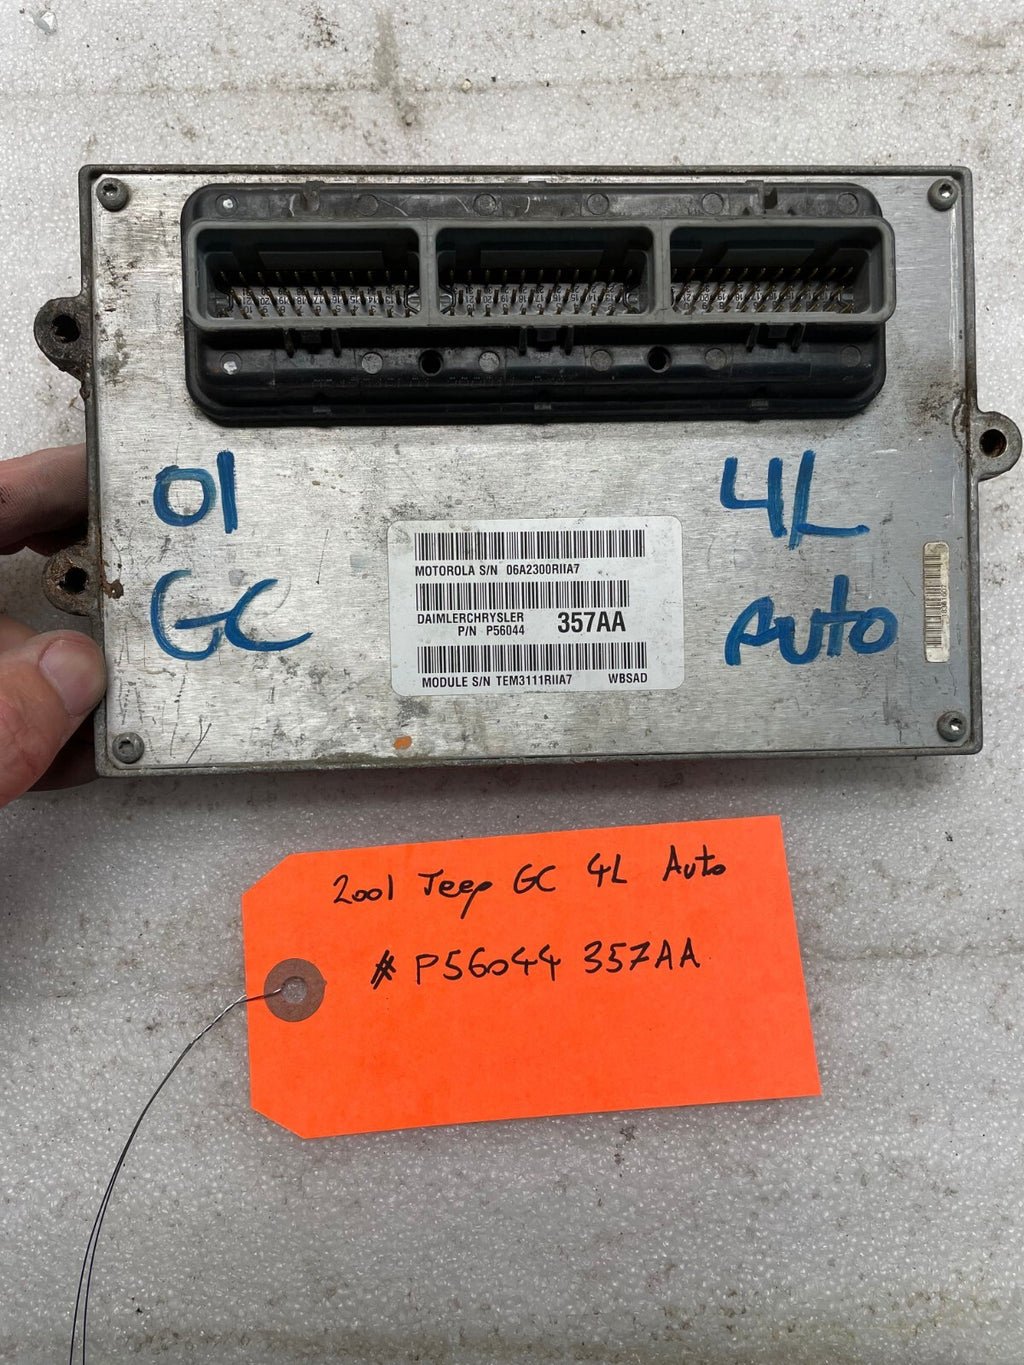 01
GC
4L
Auto
MOTOROLA S/N 06A2300RIIA7
DAIMLERCHRYSLER
P/N P56044 357AA
MODULE S/N TEM3111RIIA7 WBSAD
2001 Jeep GC 4L Auto
# P56044 357AA